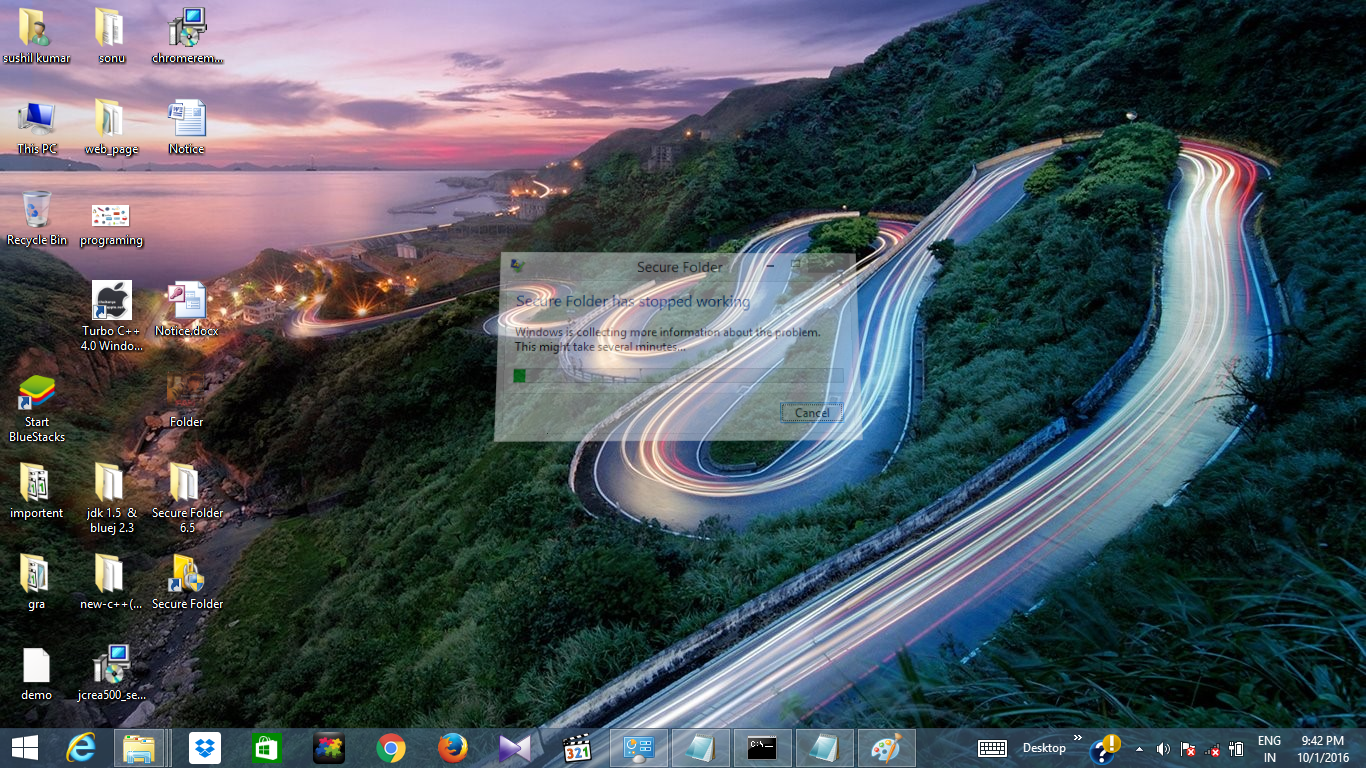 sushil kumar
sonu
chromerem...
This PC
web_page
Notice
Recycle Bin
programing
Turbo C++
4.0 Windo...
Notice.docx
Start
BlueStacks
Folder
importent
jdk 1.5 &
bluej 2.3
Secure Folder
6.5
gra
new-c++(...
Secure Folder
demo
jcrea500_se...
Secure Folder
Secure Folder has stopped working
Windows is collecting more information about the problem.
This might take several minutes...
Cancel
321
C:\
Desktop
ENG
IN
9:42 PM
10/1/2016